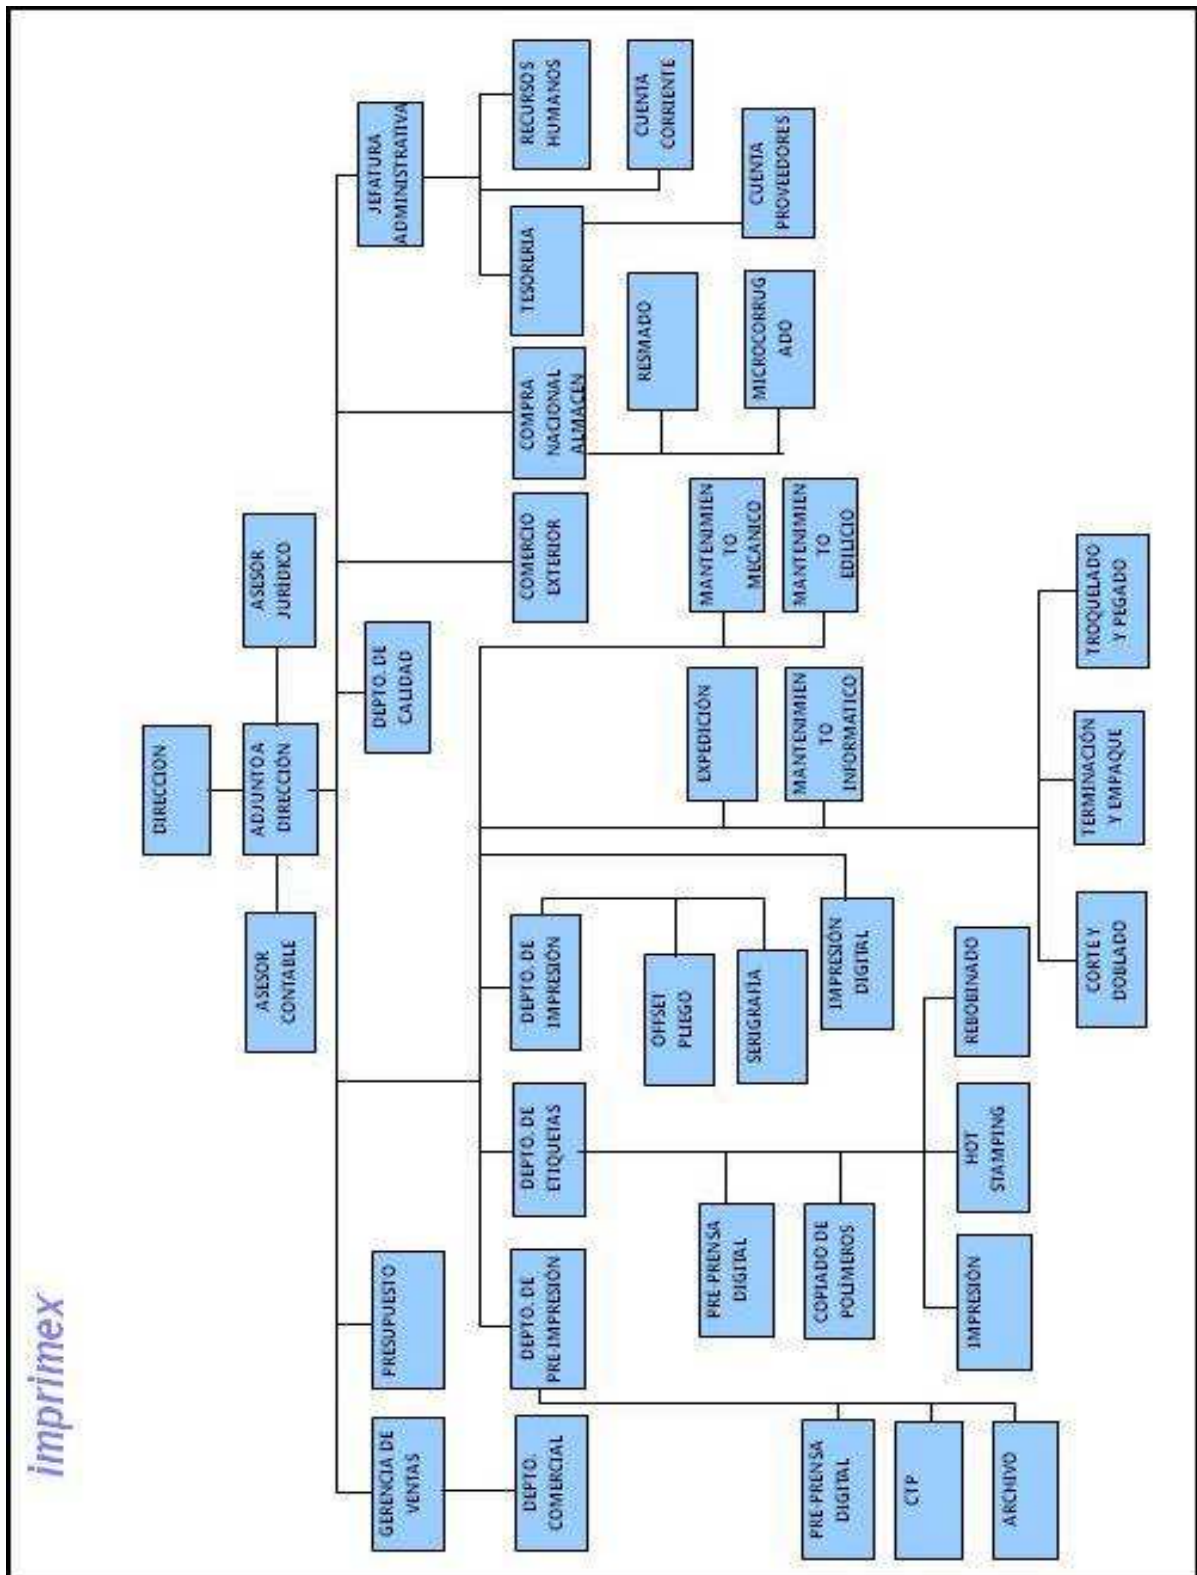 imprimex
DIRECCION
ASESOR
CONTABLE
ADJUNTO A
DIRECCIÓN
ASESOR
JURÍDICO
GERENCIA DE
VENTAS
PRESUPUESTO
DEPTO. DE
CALIDAD
JEFATURA
ADMINISTRATIVA
DEPTO.
COMERCIAL
DEPTO. DE
PRE-IMPRESIÓN
DEPTO. DE
ETIQUETAS
DEPTO. DE
IMPRESIÓN
COMERCIO
EXTERIOR
COMPRA
NACIONAL
ALMACEN
TESORERIA
RECURSOS
HUMANOS
OFFSET
PLIEGO
RESMADO
CUENTA
CORRIENTE
PRE-PRENSA
DIGITAL
SERIGRAFÍA
EXPEDICIÓN
MANTENIMIEN
TO
MECANICO
MICROCORRUG
ADO
CUENTA
PROVEEDORES
PRE-PRENSA
DIGITAL
COPIADO DE
POLIMEROS
IMPRESIÓN
DIGITAL
MANTENIMIEN
TO
INFORMATICO
MANTENIMIEN
TO
EDILICIO
CTP
ARCHIVO
IMPRESIÓN
HOT
STAMPING
REBOBINADO
CORTE Y
DOBLADO
TERMINACIÓN
Y EMPAQUE
TROQUELADO
Y PEGADO